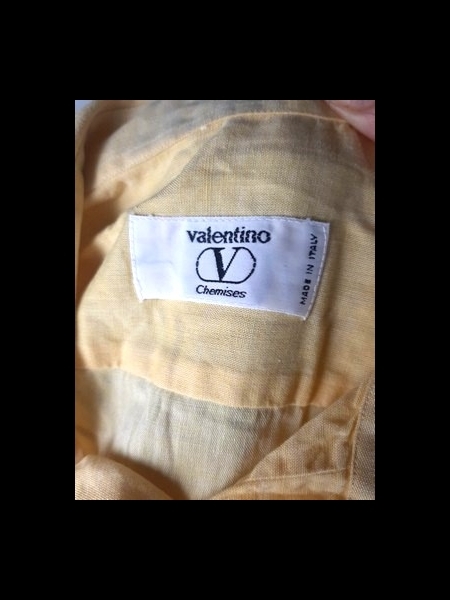 valentino
V
Chemises
MADE IN ITALY